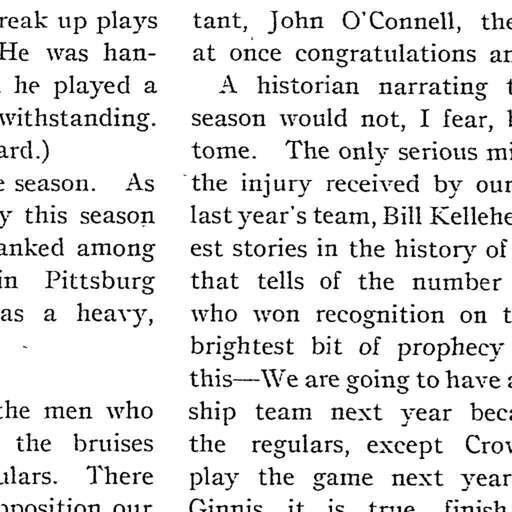 reak up plays
He was han-
he played a
withstanding.
ard.)
season. As
y this season
anked among
in Pittsburg
as a heavy,
the men who
the bruises
ulars. There
pposition our
tant, John O'Connell, the
at once congratulations an
A historian narrating
season would not, I fear,
tome. The only serious mi
the injury received by our
last year's team, Bill Kellehe
est stories in the history of
that tells of the number
who won recognition on t
brightest bit of prophecy
this—We are going to have a
ship team next year beca
the regulars, except Crow
play the game next year
Ginnis it is true, finish